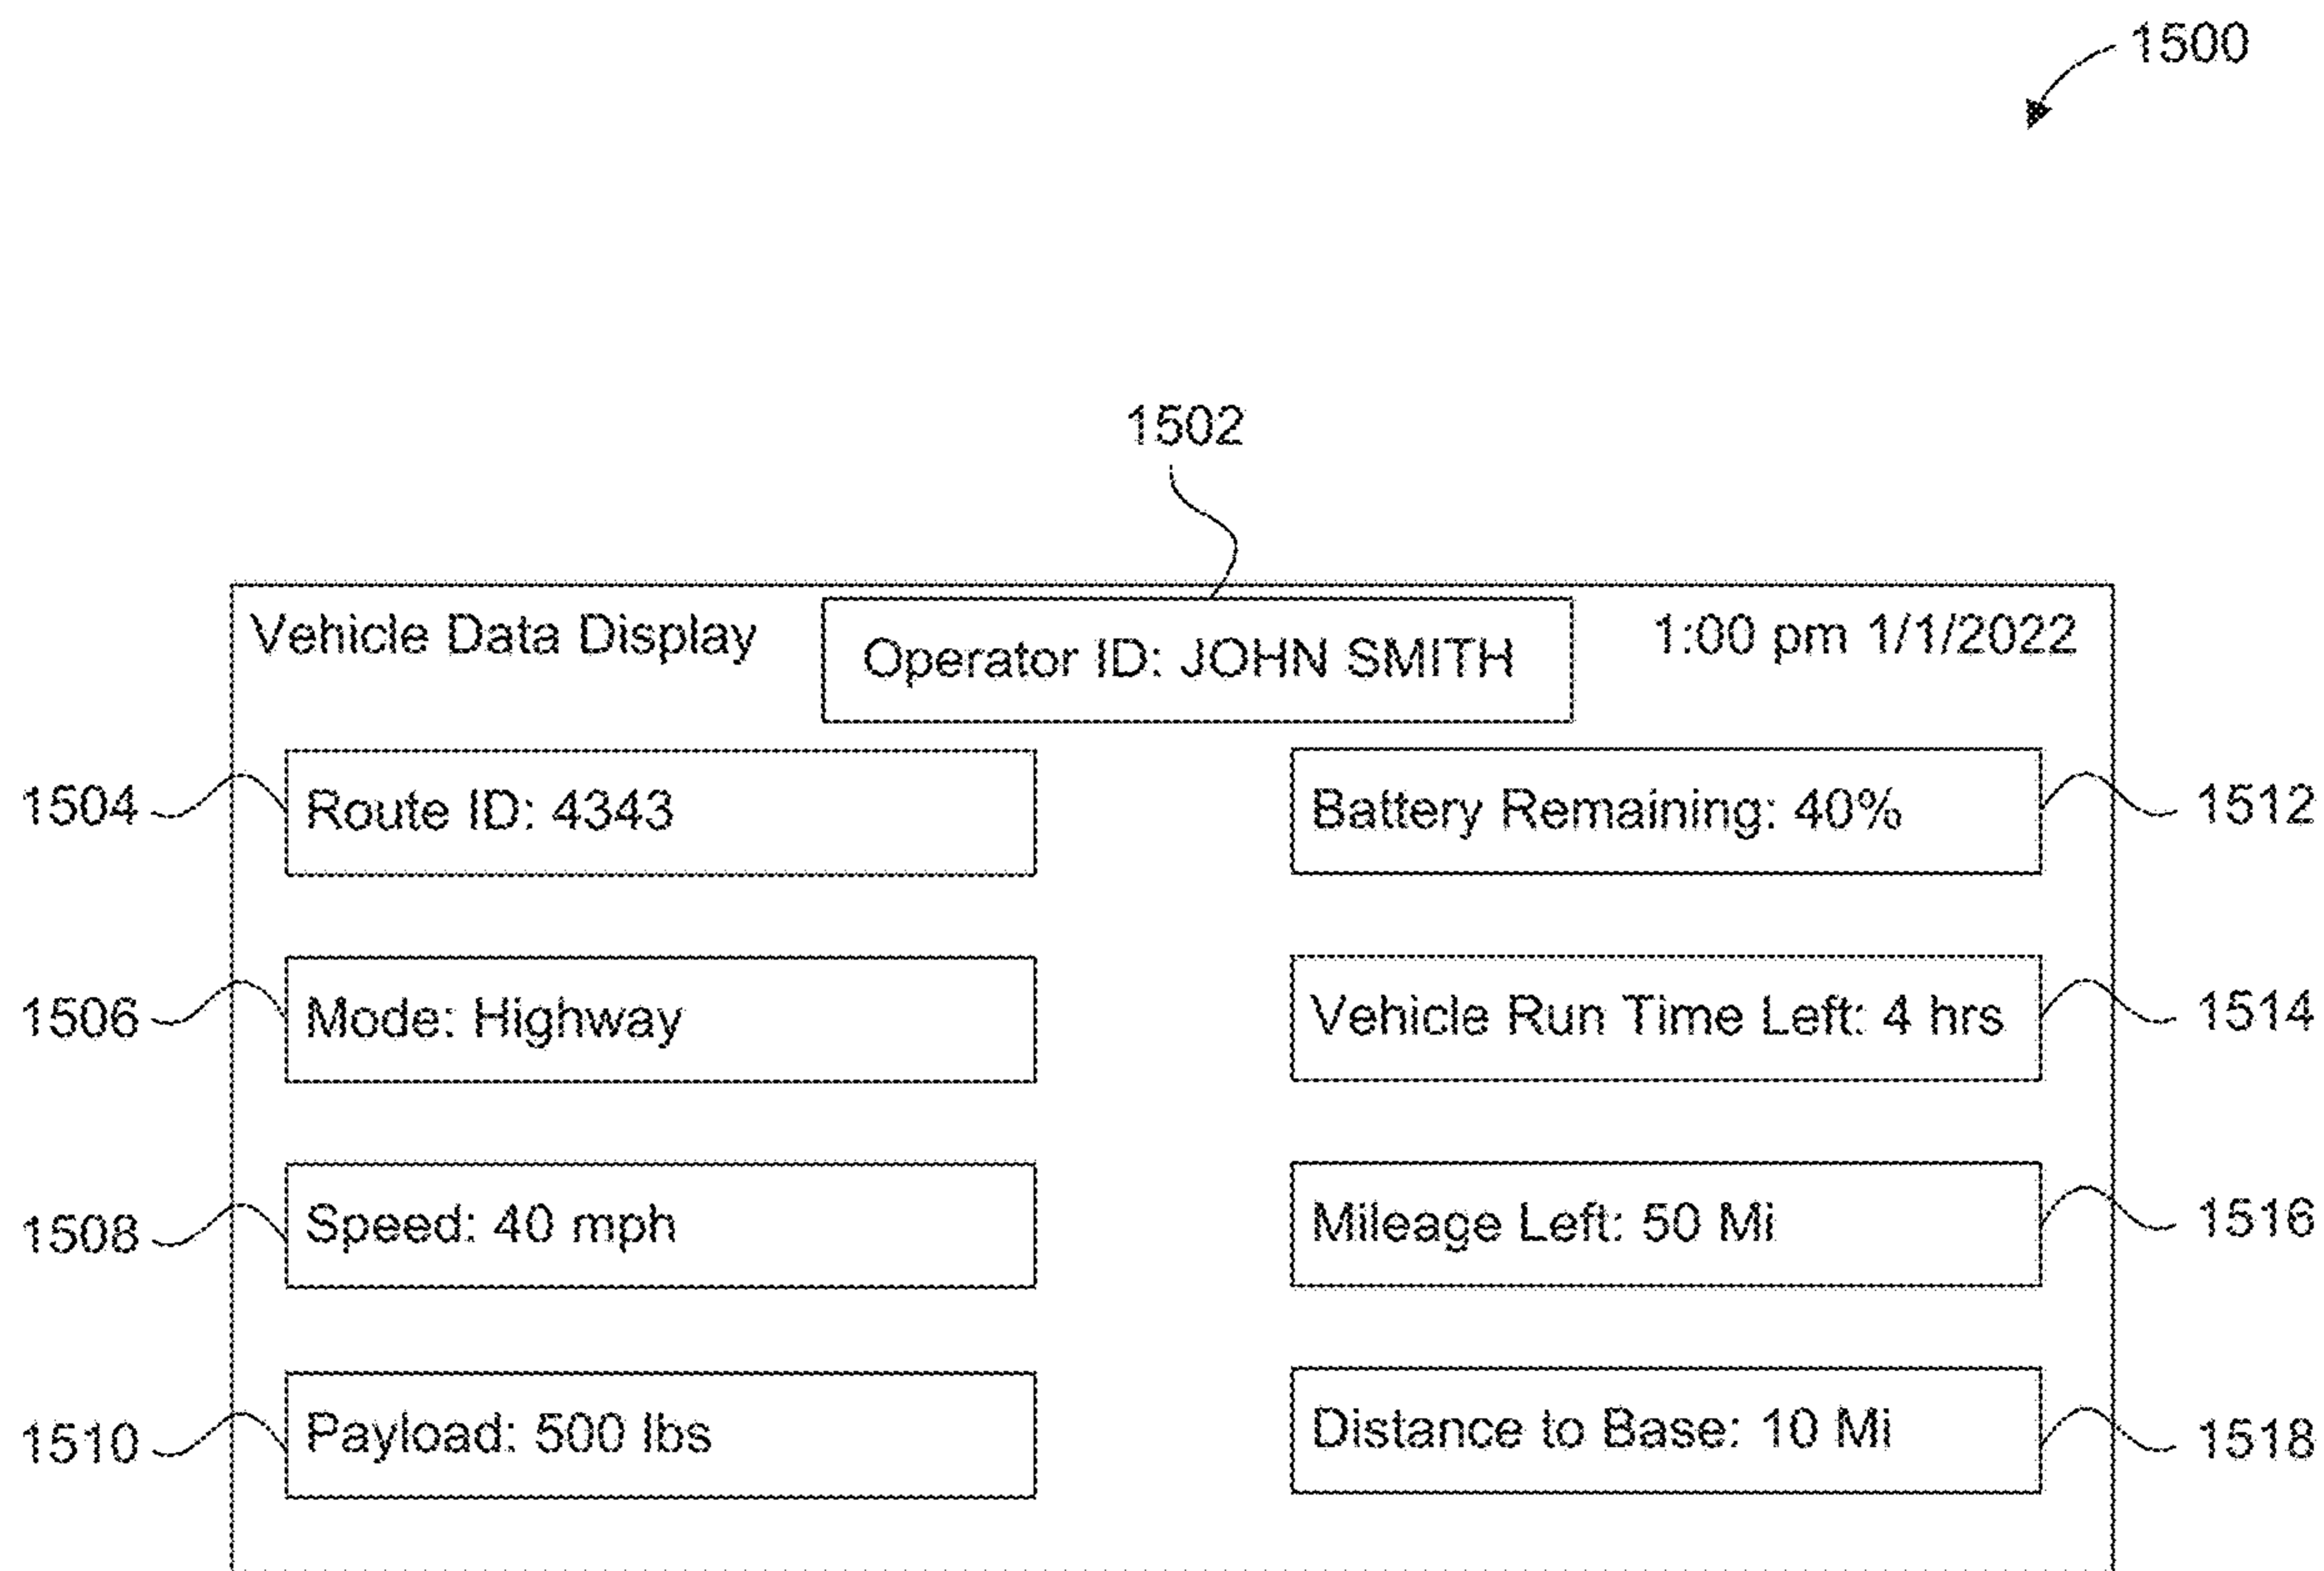 1500
1502
Vehicle Data Display
Operator ID: JOHN SMITH
1:00 pm 1/1/2022
1504
Route ID: 4343
Battery Remaining: 40%
1512
1506
Mode: Highway
Vehicle Run Time Left: 4 hrs
1514
1508
Speed: 40 mph
Mileage Left: 50 Mi
1516
1510
Payload: 500 lbs
Distance to Base: 10 Mi
1518